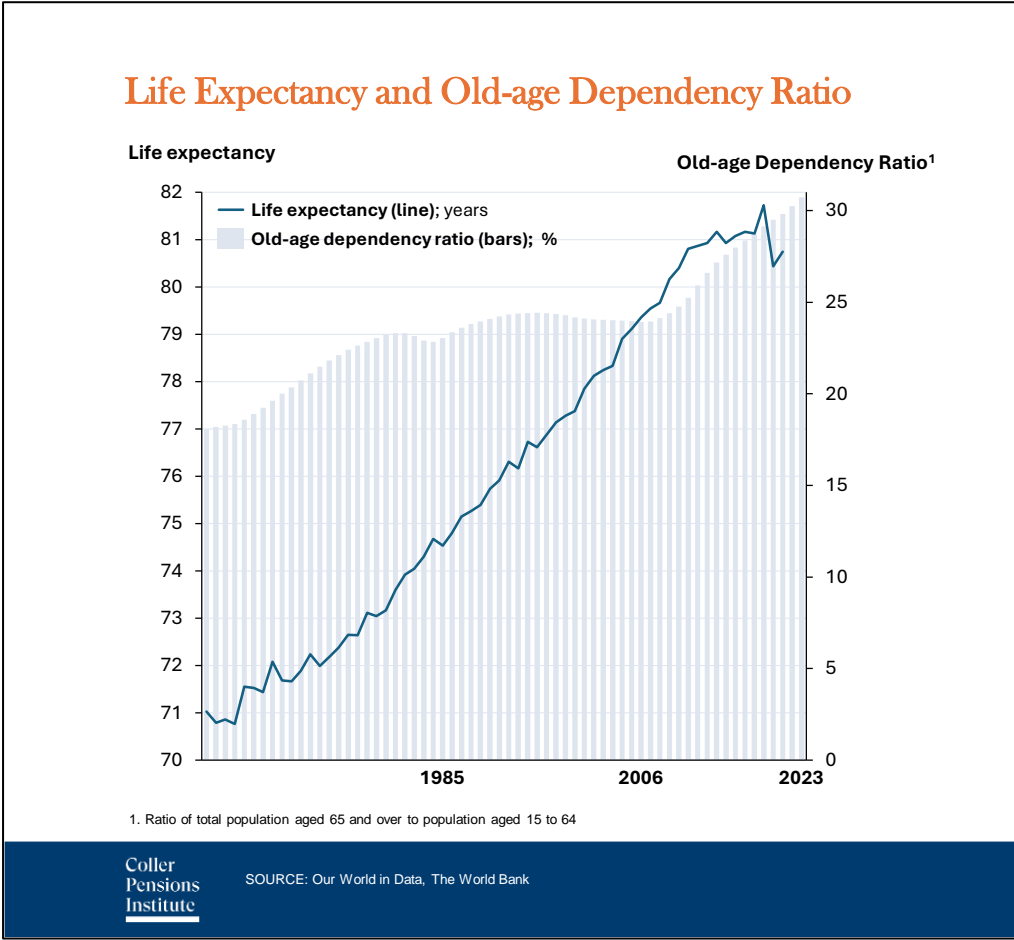 Life Expectancy and Old-age Dependency Ratio
Life expectancy
Old-age Dependency Ratio¹
Life expectancy (line); years
Old-age dependency ratio (bars); %
82
81
80
79
78
77
76
75
74
73
72
71
70
30
25
20
15
10
5
0
1985
2006
2023
1. Ratio of total population aged 65 and over to population aged 15 to 64
Coller
Pensions
Institute
SOURCE: Our World in Data, The World Bank